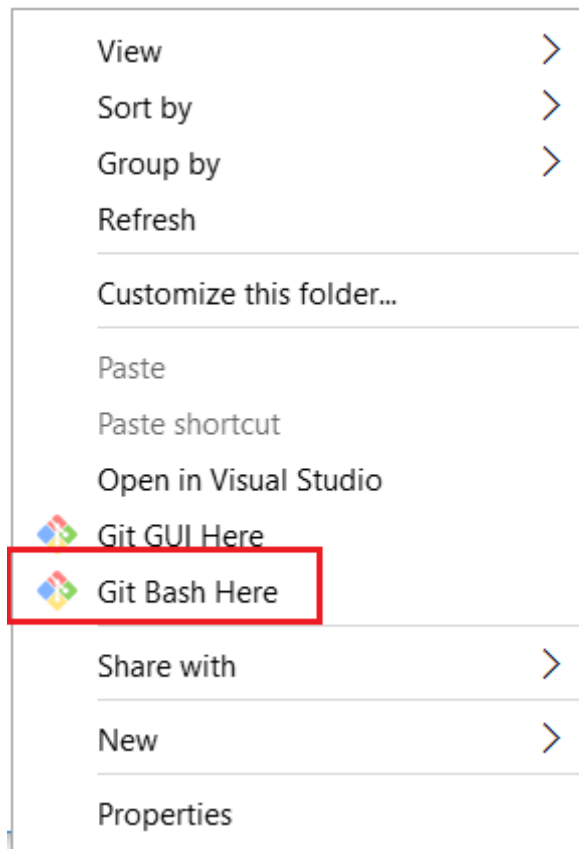 View
Sort by
Group by
Refresh
Customize this folder...
Paste
Paste shortcut
Open in Visual Studio
Git GUI Here
Git Bash Here
Share with
New
Properties